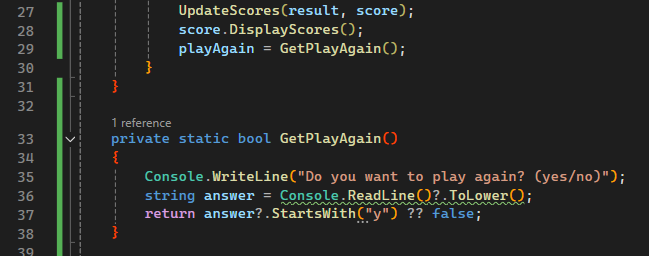 27 UpdateScores(result, score);
28 score.DisplayScores();
29 playAgain = GetPlayAgain();
30 }
31 }
32
1 reference
33 private static bool GetPlayAgain()
34 {
35 Console.WriteLine("Do you want to play again? (yes/no)");
36 string answer = Console.ReadLine()?.ToLower();
37 return answer?.StartsWith("y") ?? false;
38 }
39